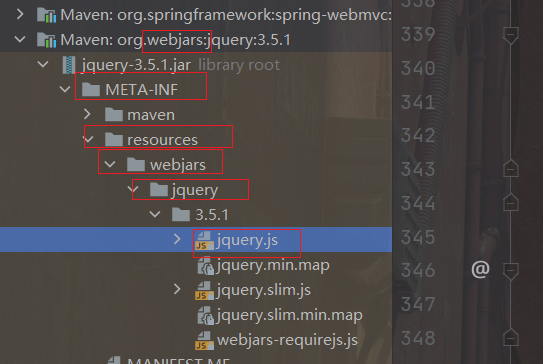 Maven: org.springframework:spring-webmvc:
Maven: org.webjars:jquery:3.5.1
jquery-3.5.1.jar library root
META-INF
maven
resources
webjars
jquery
3.5.1
jquery.js
jquery.min.map
jquery.slim.js
jquery.slim.min.map
webjars-requirejs.js
MANIFEST.MF
338
339
340
341
342
343
344
345
346 @
347
348